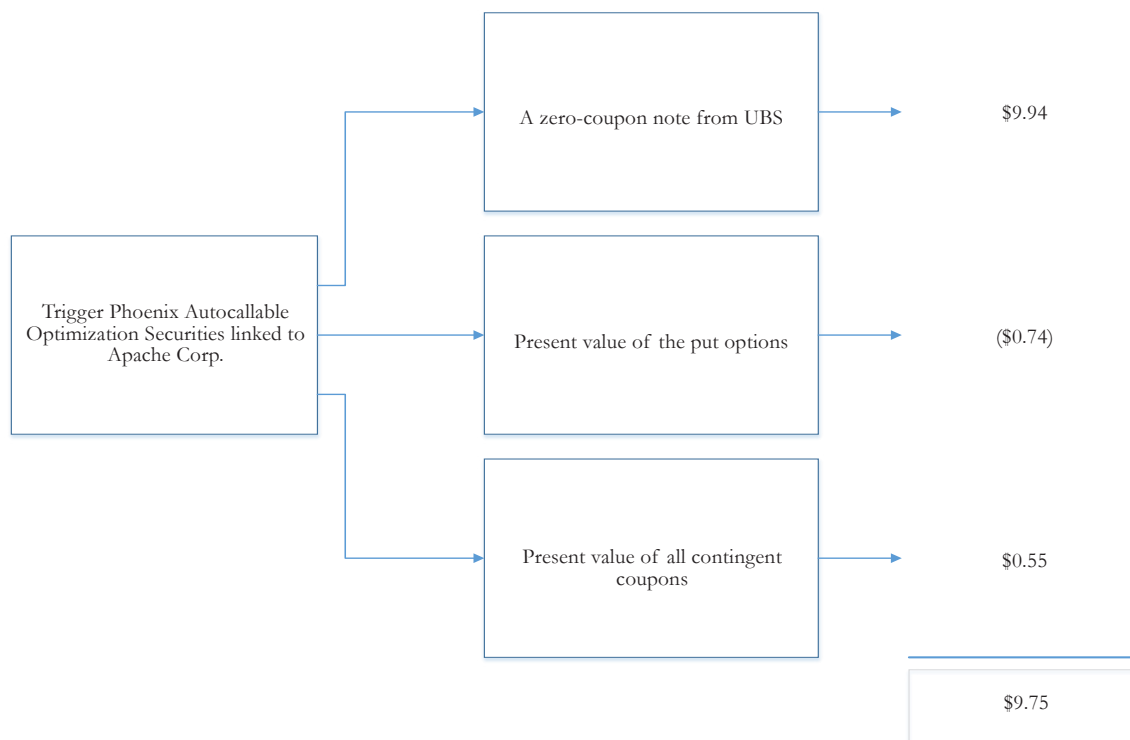 A zero-coupon note from UBS
$9.94
Trigger Phoenix Autocallable
Optimization Securities linked to
Apache Corp.
Present value of the put options
($0.74)
Present value of all contingent
coupons
$0.55
$9.75